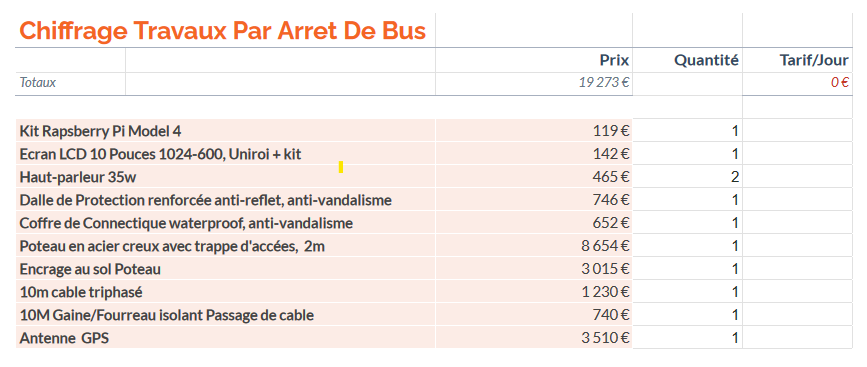 Chiffrage Travaux Par Arret De Bus
Prix Quantité Tarif/Jour
Totaux 19 273 € 0 €
Kit Rapsberry Pi Model 4 119 € 1
Ecran LCD 10 Pouces 1024-600, Uniroi + kit 142 € 1
Haut-parleur 35w 465 € 2
Dalle de Protection renforcée anti-reflet, anti-vandalisme 746 € 1
Coffre de Connectique waterproof, anti-vandalisme 652 € 1
Poteau en acier creux avec trappe d'accées, 2m 8 654 € 1
Encrage au sol Poteau 3 015 € 1
10m cable triphasé 1 230 € 1
10M Gaine/Fourreau isolant Passage de cable 740 € 1
Antenne GPS 3 510 € 1